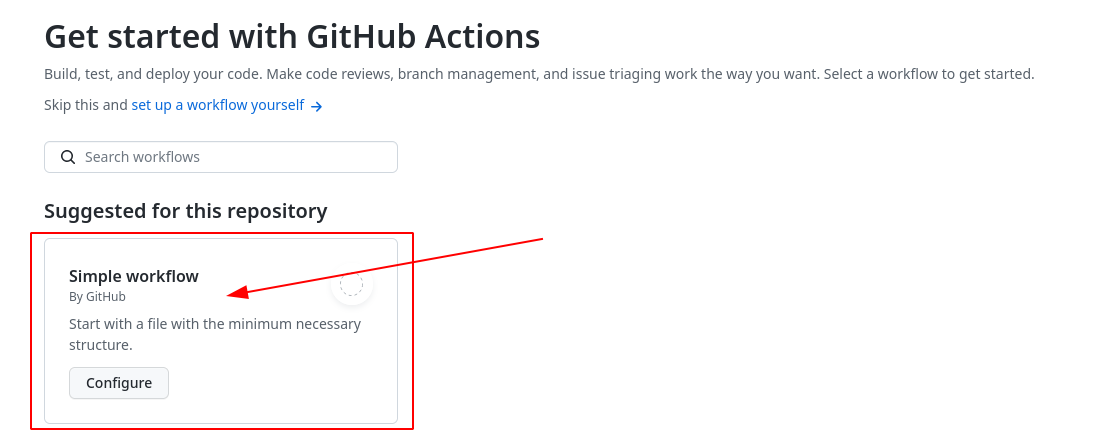 Get started with GitHub Actions
Build, test, and deploy your code. Make code reviews, branch management, and issue triaging work the way you want. Select a workflow to get started.
Skip this and set up a workflow yourself →
Search workflows
Suggested for this repository
Simple workflow
By GitHub
Start with a file with the minimum necessary
structure.
Configure